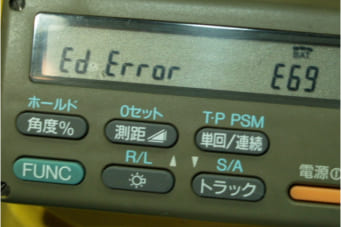 BAT
Ed Error E69
ホールド 0セット T-P PSM
角度% 測距 単回/連続
R/L S/A
FUNC トラック 電源